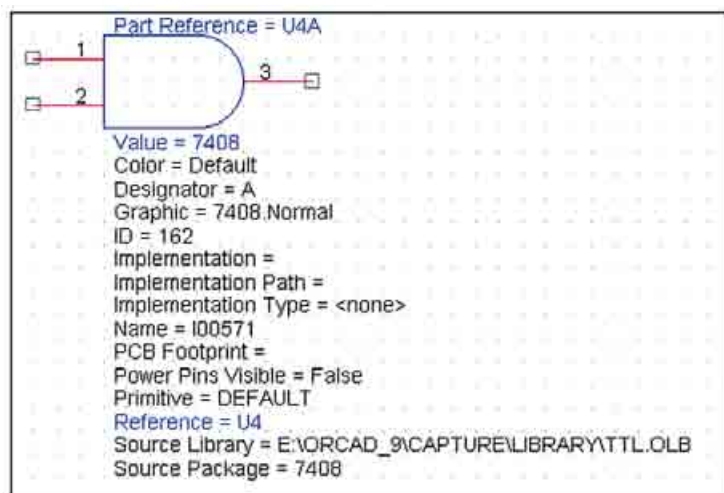 Part Reference = U4A
1
3
2
Value = 7408
Color = Default
Designator = A
Graphic = 7408.Normal
ID = 162
Implementation =
Implementation Path =
Implementation Type = <none>
Name = I00571
PCB Footprint =
Power Pins Visible = False
Primitive = DEFAULT
Reference = U4
Source Library = E:\ORCAD_9\CAPTURE\LIBRARY\TTL.OLB
Source Package = 7408